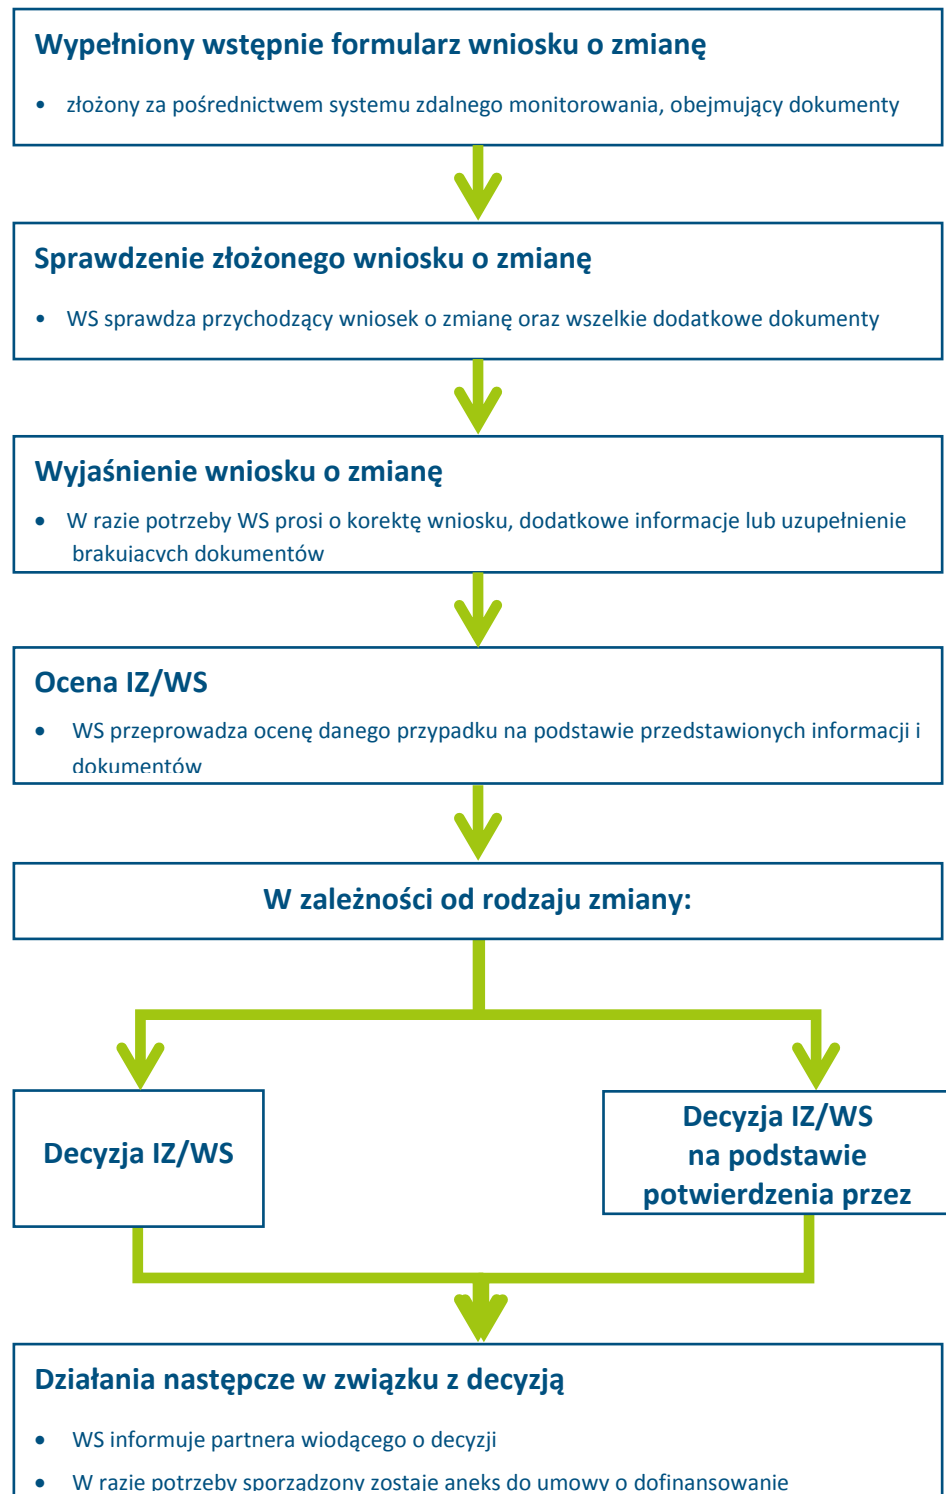 Wypełniony wstępnie formularz wniosku o zmianę
• złożony za pośrednictwem systemu zdalnego monitorowania, obejmujący dokumenty
Sprawdzenie złożonego wniosku o zmianę
• WS sprawdza przychodzący wniosek o zmianę oraz wszelkie dodatkowe dokumenty
Wyjaśnienie wniosku o zmianę
• W razie potrzeby WS prosi o korektę wniosku, dodatkowe informacje lub uzupełnienie
brakujących dokumentów
Ocena IZ/WS
• WS przeprowadza ocenę danego przypadku na podstawie przedstawionych informacji i
dokumentów
W zależności od rodzaju zmiany:
Decyzja IZ/WS
Decyzja IZ/WS
na podstawie
potwierdzenia przez
Działania następcze w związku z decyzją
• WS informuje partnera wiodącego o decyzji
• W razie potrzeby sporządzony zostaje aneks do umowy o dofinansowanie